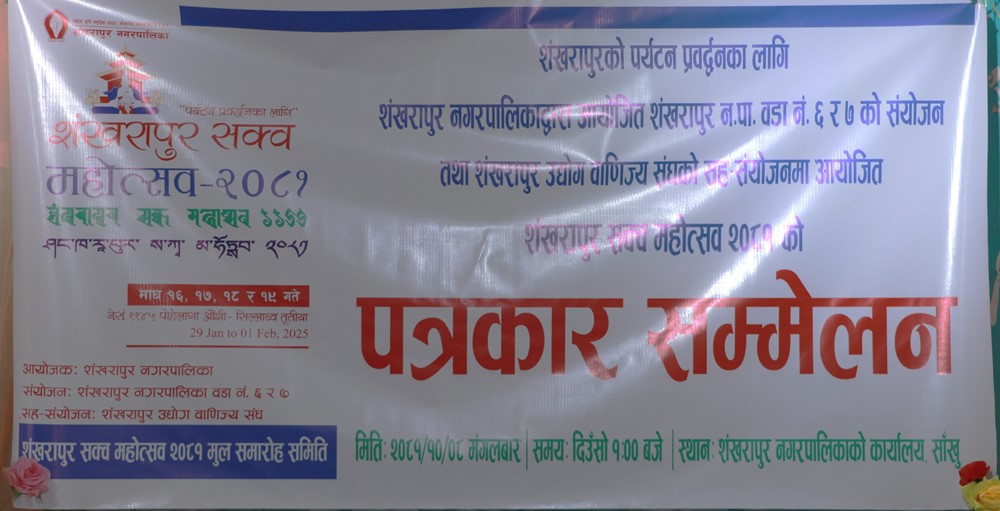 शंखरापुर नगरपालिका
"पर्यटन प्रवर्द्धनका लागि"
शंखरापुर सक्व
महोत्सव-२०८१
माघ १६, १७, १८ र १९ गते
नेसं ११४५ पोहेलागा औंशी- सिल्लाथ्व तृतीया
29 Jan to 01 Feb, 2025
आयोजकः शंखरापुर नगरपालिका
संयोजनः शंखरापुर नगरपालिका वडा नं. ६ र ७
सह-संयोजनः शंखरापुर उद्योग वाणिज्य संघ
शंखरापुर सक्व महोत्सव २०८१ मुल समारोह समिति
शंखरापुरको पर्यटन प्रवर्द्धनका लागि
शंखरापुर नगरपालिकाद्वारा आयोजित शंखरापुर न.पा. वडा नं. ६ र ७ को संयोजन
तथा शंखरापुर उद्योग वाणिज्य संघको सह-संयोजनमा आयोजित
शंखरापुर सक्व महोत्सव २०८१ को
पत्रकार सम्मेलन
मितिः २०८१/१०/०८ मंगलबार | समयः दिउँसो १:०० बजे | स्थानः शंखरापुर नगरपालिकाको कार्यालय, साँखु